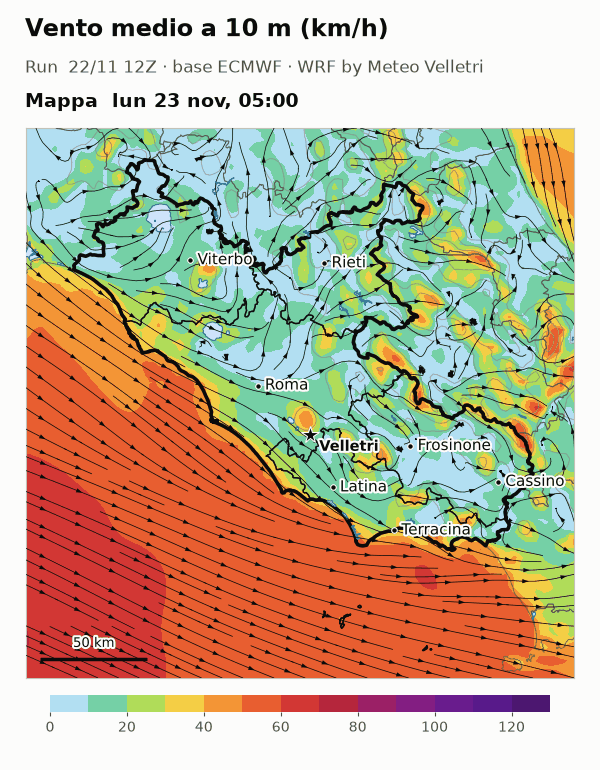 Vento medio a 10 m (km/h)
Run  22/11 12Z · base ECMWF · WRF by Meteo Velletri
Mappa  lun 23 nov, 05:00
Viterbo
Rieti
Roma
Velletri
Frosinone
Cassino
Latina
Terracina
50 km
0 20 40 60 80 100 120